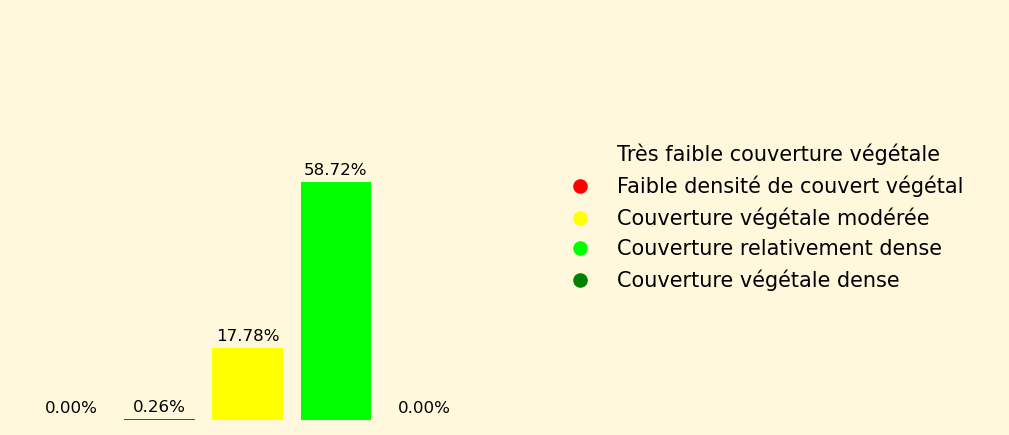 58.72%
17.78%
0.00%
0.26%
0.00%
Très faible couverture végétale
Faible densité de couvert végétal
Couverture végétale modérée
Couverture relativement dense
Couverture végétale dense